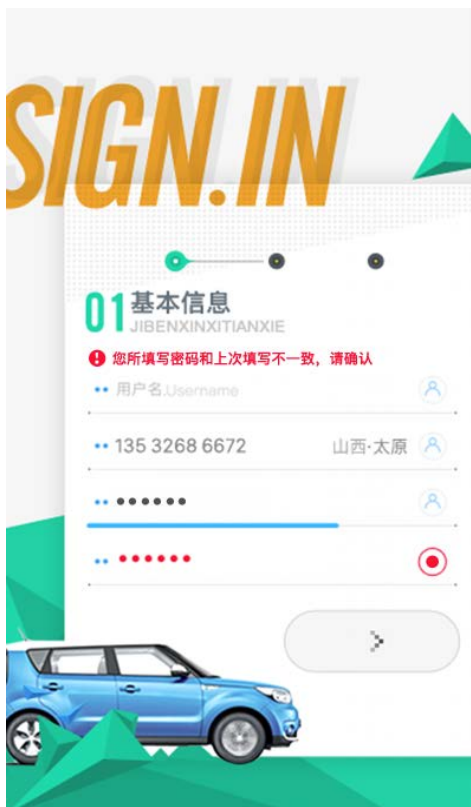 SIGN.IN
01 基本信息
JIBENXINXITIANXIE
您所填写密码和上次填写不一致，请确认
用户名.Username
135 3268 6672 山西·太原